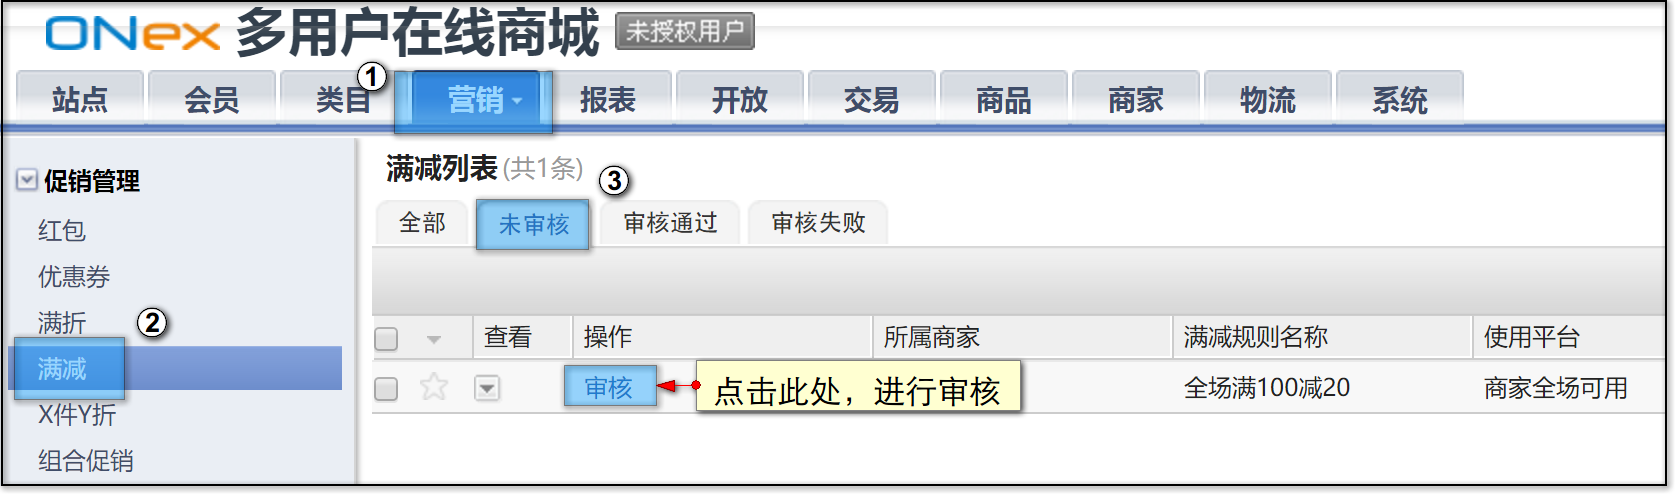 ONex 多用户在线商城 未授权用户
站点 会员 类目 ① 营销 报表 开放 交易 商品 商家 物流 系统
促销管理
红包
优惠券
满折
②
满减
X件Y折
组合促销
满减列表 (共1条)
③
全部 未审核 审核通过 审核失败
查看 操作 所属商家 满减规则名称 使用平台
审核 点击此处，进行审核 全场满100减20 商家全场可用